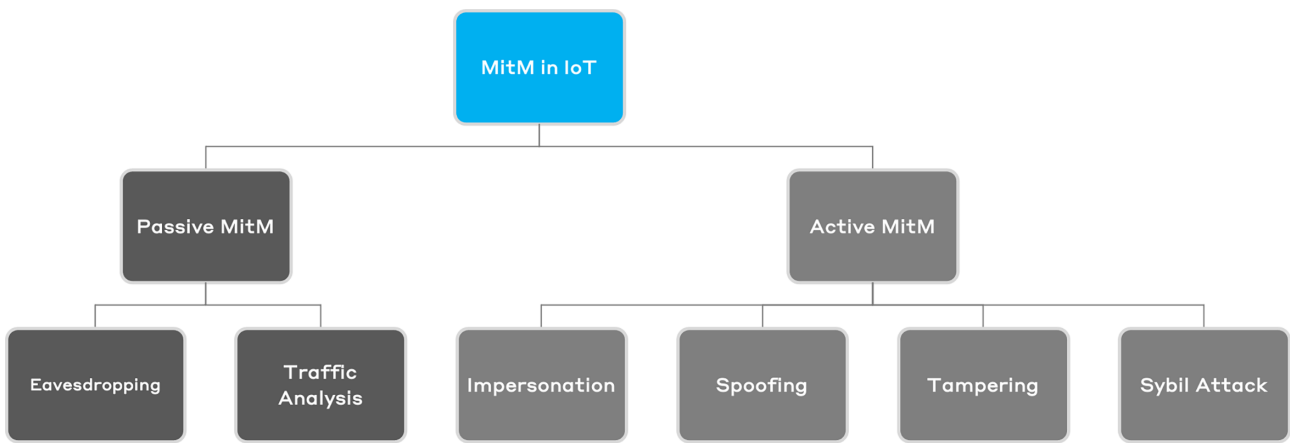 MitM in IoT
Passive MitM
Active MitM
Eavesdropping
Traffic
Analysis
Impersonation
Spoofing
Tampering
Sybil Attack